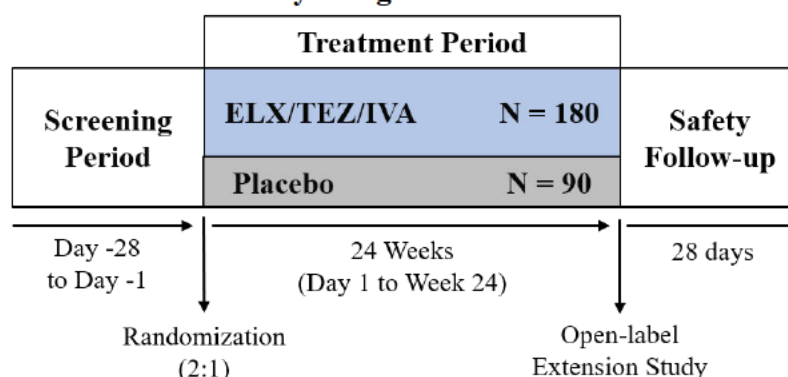 Treatment Period
Screening
Period
ELX/TEZ/IVA N = 180
Placebo N = 90
Safety
Follow-up
Day -28
to Day -1
24 Weeks
(Day 1 to Week 24)
28 days
Randomization
(2:1)
Open-label
Extension Study